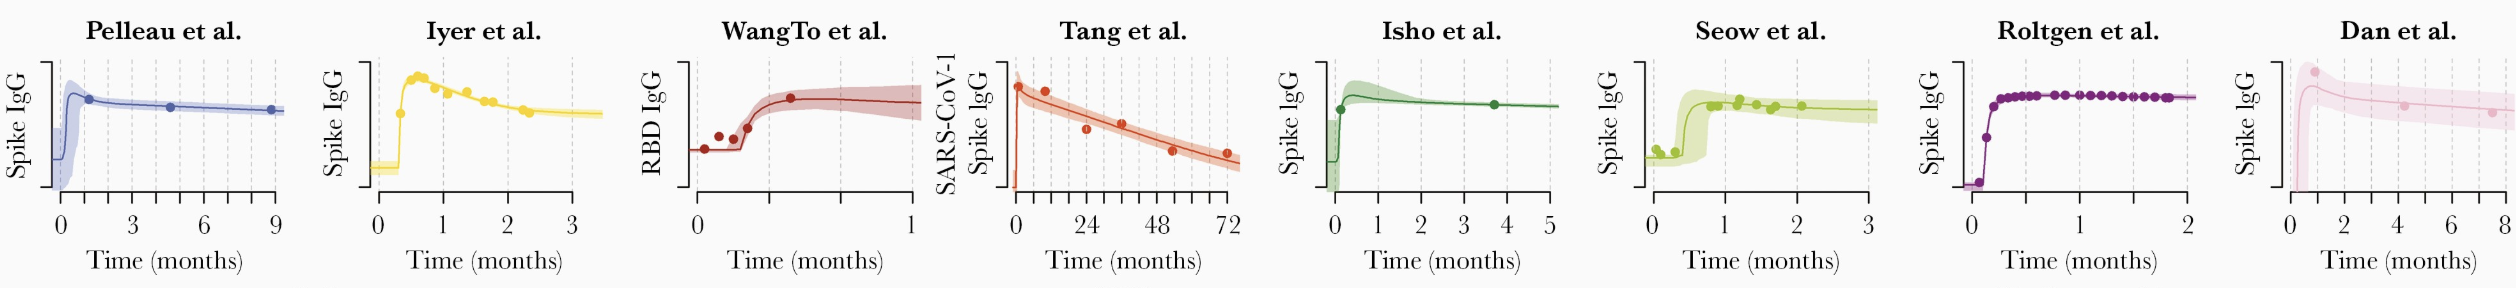 Pelleau et al.
Iyer et al.
WangTo et al.
Tang et al.
Isho et al.
Seow et al.
Roltgen et al.
Dan et al.
Spike IgG
Spike IgG
RBD IgG
SARS-CoV-1
Spike IgG
Spike IgG
Spike IgG
Spike IgG
Spike IgG
0 3 6 9
0 1 2 3
0 1
0 24 48 72
0 1 2 3 4 5
0 1 2 3
0 1 2
0 2 4 6 8
Time (months)
Time (months)
Time (months)
Time (months)
Time (months)
Time (months)
Time (months)
Time (months)